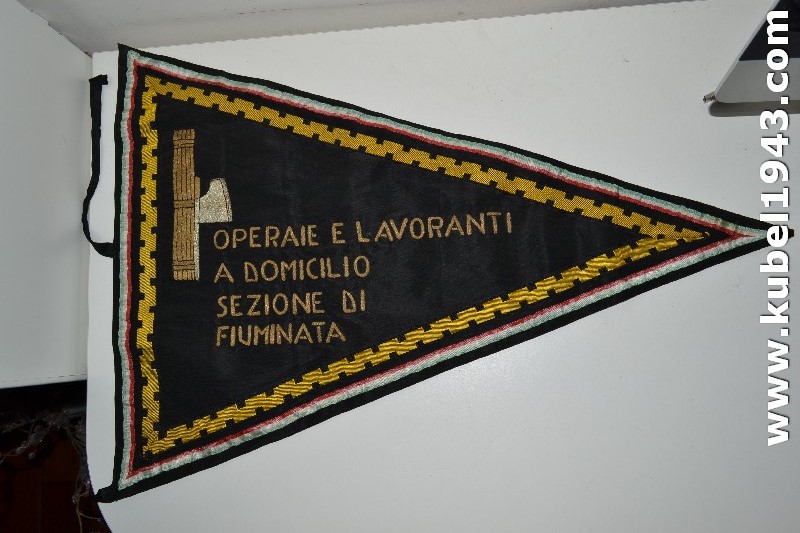 OPERAIE E LAVORANTI
A DOMICILIO
SEZIONE DI
FIUMINATA
www.kubel1943.com